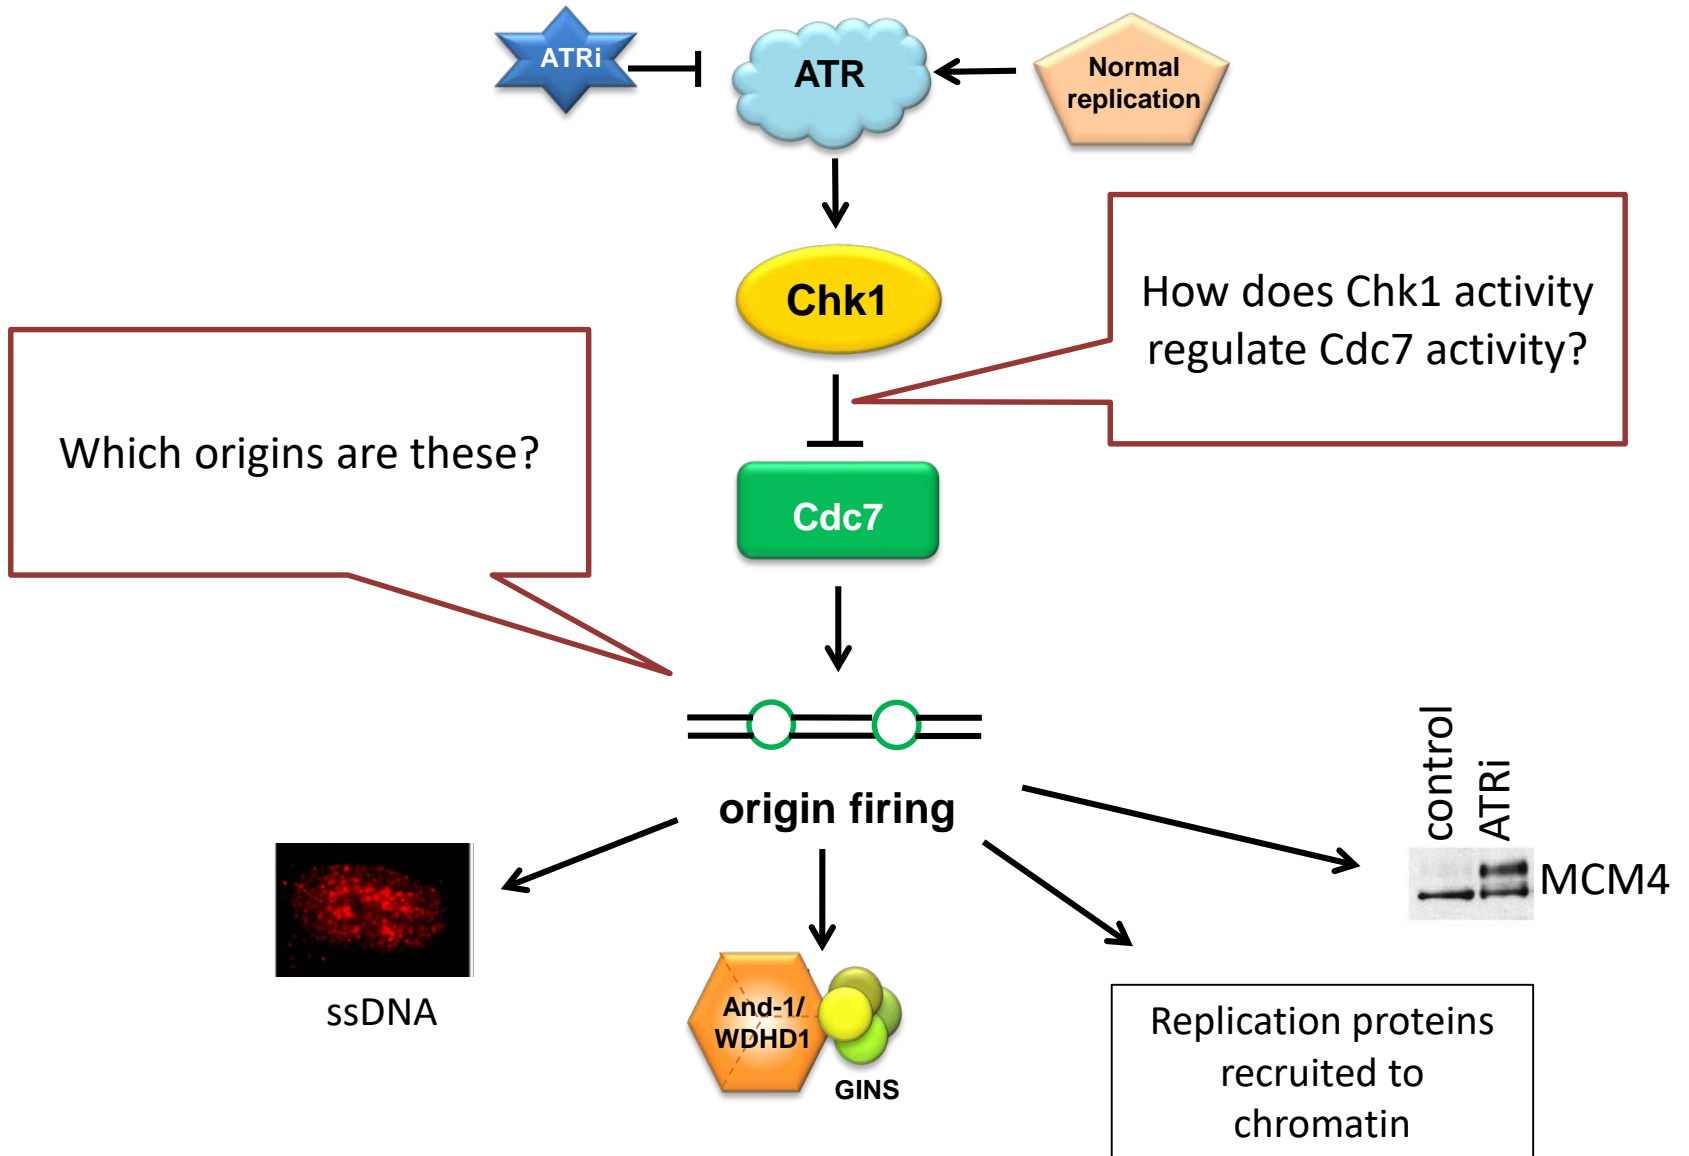 ATRi
ATR
Normal
replication
Chk1
How does Chk1 activity
regulate Cdc7 activity?
Which origins are these?
Cdc7
origin firing
control
ATRi
MCM4
ssDNA
And-1/
WDHD1
GINS
Replication proteins
recruited to
chromatin